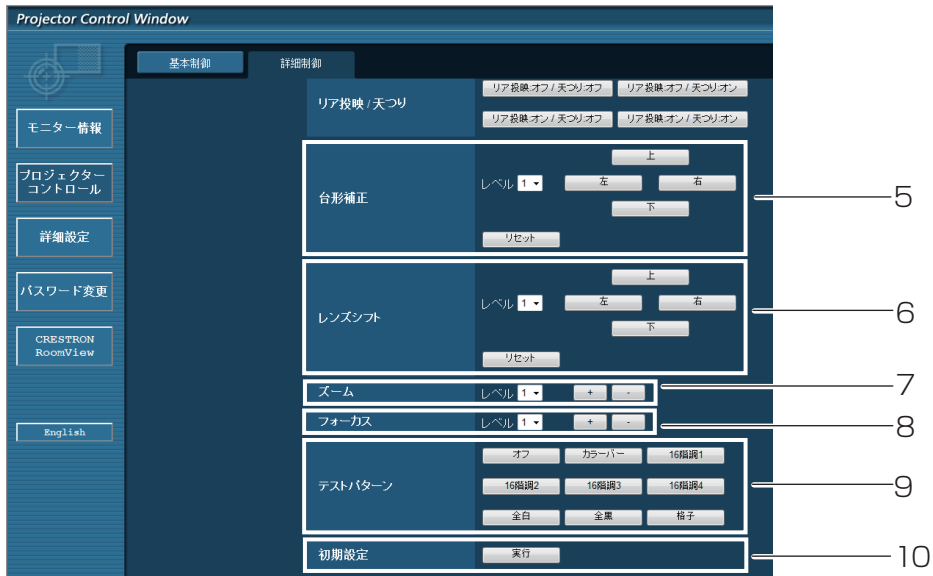 Projector Control Window
基本制御 詳細制御
モニター情報
プロジェクター
コントロール
詳細設定
パスワード変更
CRESTRON
RoomView
English
リア投映 / 天つり
リア投映:オフ / 天つり:オフ リア投映:オフ / 天つり:オン
リア投映:オン / 天つり:オフ リア投映:オン / 天つり:オン
台形補正
上
レベル 1 左 右
下
リセット
5
レンズシフト
上
レベル 1 左 右
下
リセット
6
ズーム レベル 1 + -
7
フォーカス レベル 1 + -
8
テストパターン
オフ カラーバー 16階調1
16階調2 16階調3 16階調4
全白 全黒 格子
9
初期設定 実行
10